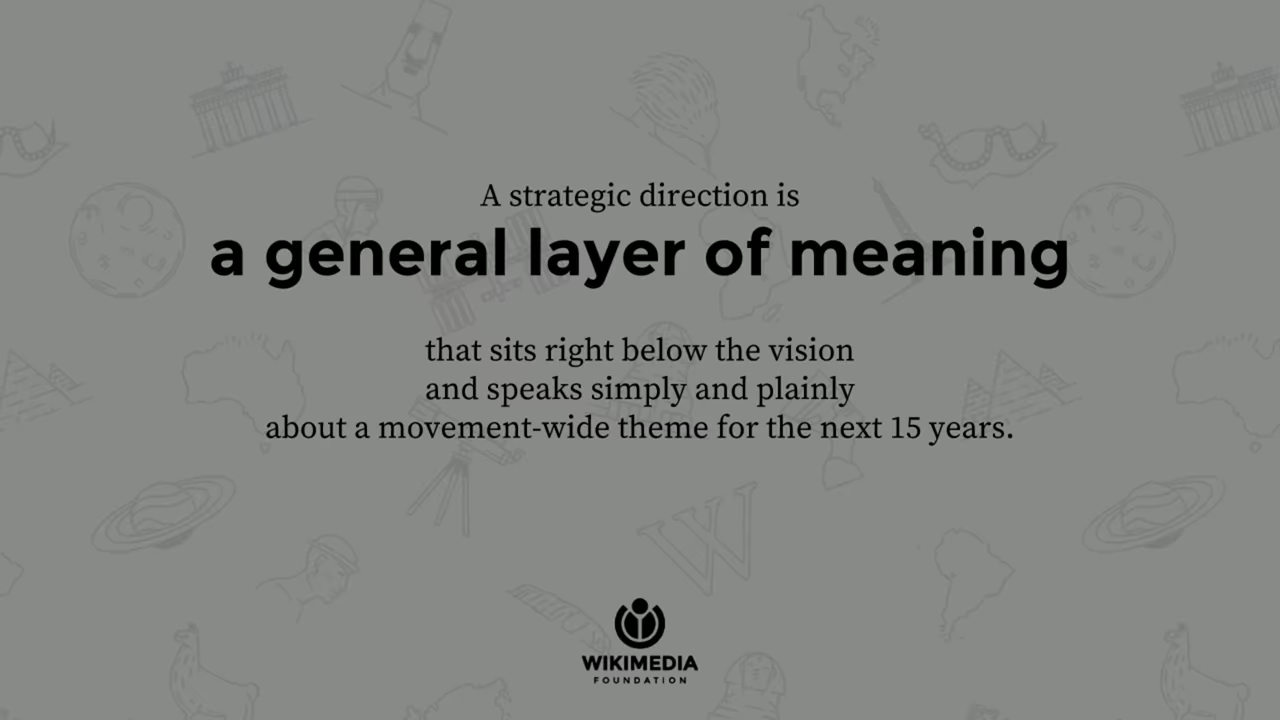 A strategic direction is
a general layer of meaning
that sits right below the vision
and speaks simply and plainly
about a movement-wide theme for the next 15 years.
W
WIKIMEDIA
FOUNDATION